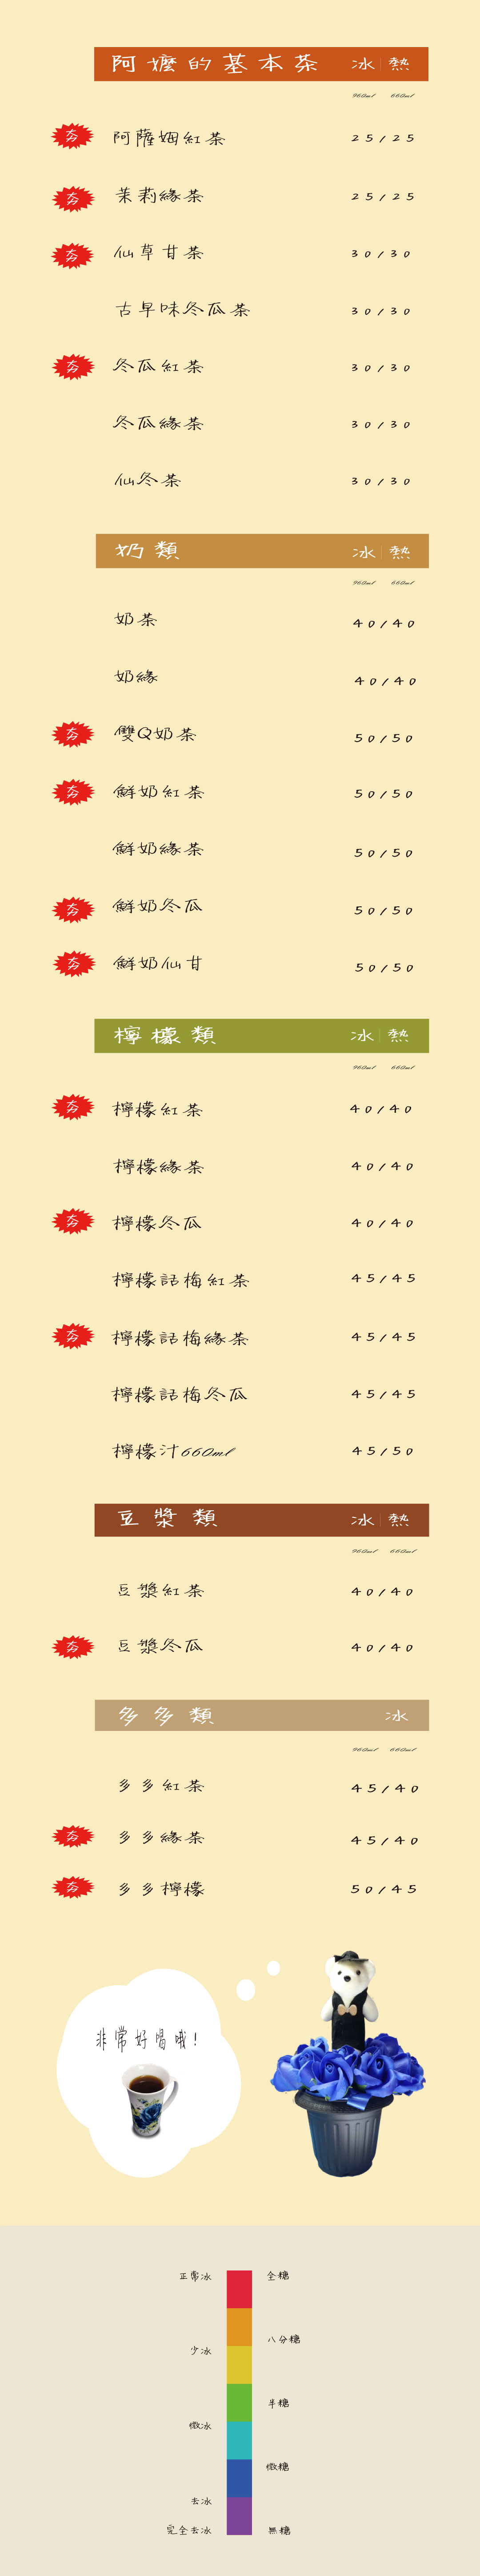 阿嬤的基本茶 冰 熱
960ml 660ml
夯 阿薩姆紅茶 25/25
夯 茉莉綠茶 25/25
夯 仙草甘茶 30/30
古早味冬瓜茶 30/30
夯 冬瓜紅茶 30/30
冬瓜綠茶 30/30
仙冬茶 30/30
奶類 冰 熱
960ml 660ml
奶茶 40/40
奶綠 40/40
夯 雙Q奶茶 50/50
夯 鮮奶紅茶 50/50
鮮奶綠茶 50/50
夯 鮮奶冬瓜 50/50
夯 鮮奶仙甘 50/50
檸檬類 冰 熱
960ml 660ml
夯 檸檬紅茶 40/40
檸檬綠茶 40/40
夯 檸檬冬瓜 40/40
檸檬話梅紅茶 45/45
夯 檸檬話梅綠茶 45/45
檸檬話梅冬瓜 45/45
檸檬汁660ml 45/50
豆漿類 冰 熱
960ml 660ml
豆漿紅茶 40/40
夯 豆漿冬瓜 40/40
多多類 冰
960ml 660ml
多多紅茶 45/40
夯 多多綠茶 45/40
夯 多多檸檬 50/45
非常好喝哦!
正常冰 全糖
八分糖
少冰
半糖
微冰
微糖
去冰
完全去冰 無糖